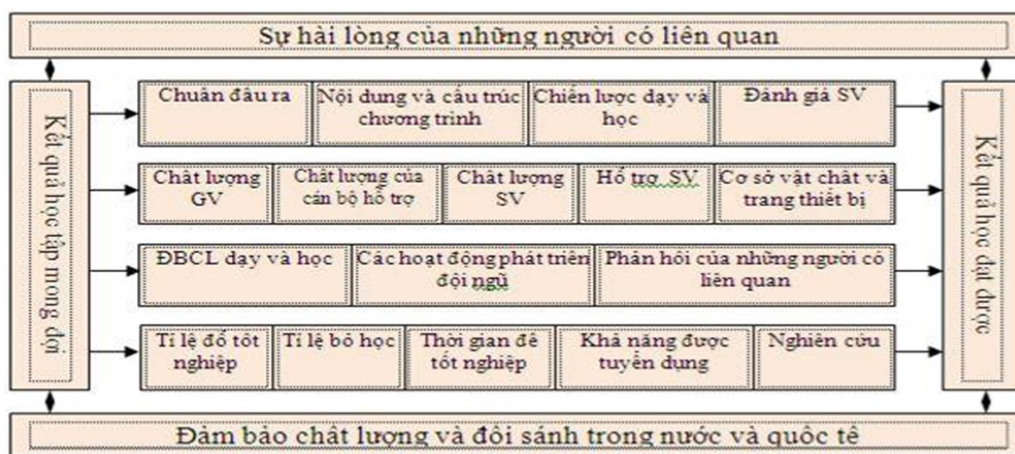 Sự hài lòng của những người có liên quan
Kết quả học tập mong đợi
Chuẩn đầu ra
Nội dung và cấu trúc
chương trình
Chiến lược dạy và
học
Đánh giá SV
Chất lượng
GV
Chất lượng của
cán bộ hỗ trợ
Chất lượng
SV
Hỗ trợ SV
Cơ sở vật chất và
trang thiết bị
ĐBCL dạy và học
Các hoạt động phát triển
đội ngũ
Phản hồi của những người có
liên quan
Tỉ lệ đỗ tốt
nghiệp
Tỉ lệ bỏ học
Thời gian để
tốt nghiệp
Khả năng được
tuyển dụng
Nghiên cứu
Kết quả học đạt được
Đảm bảo chất lượng và đối sánh trong nước và quốc tế